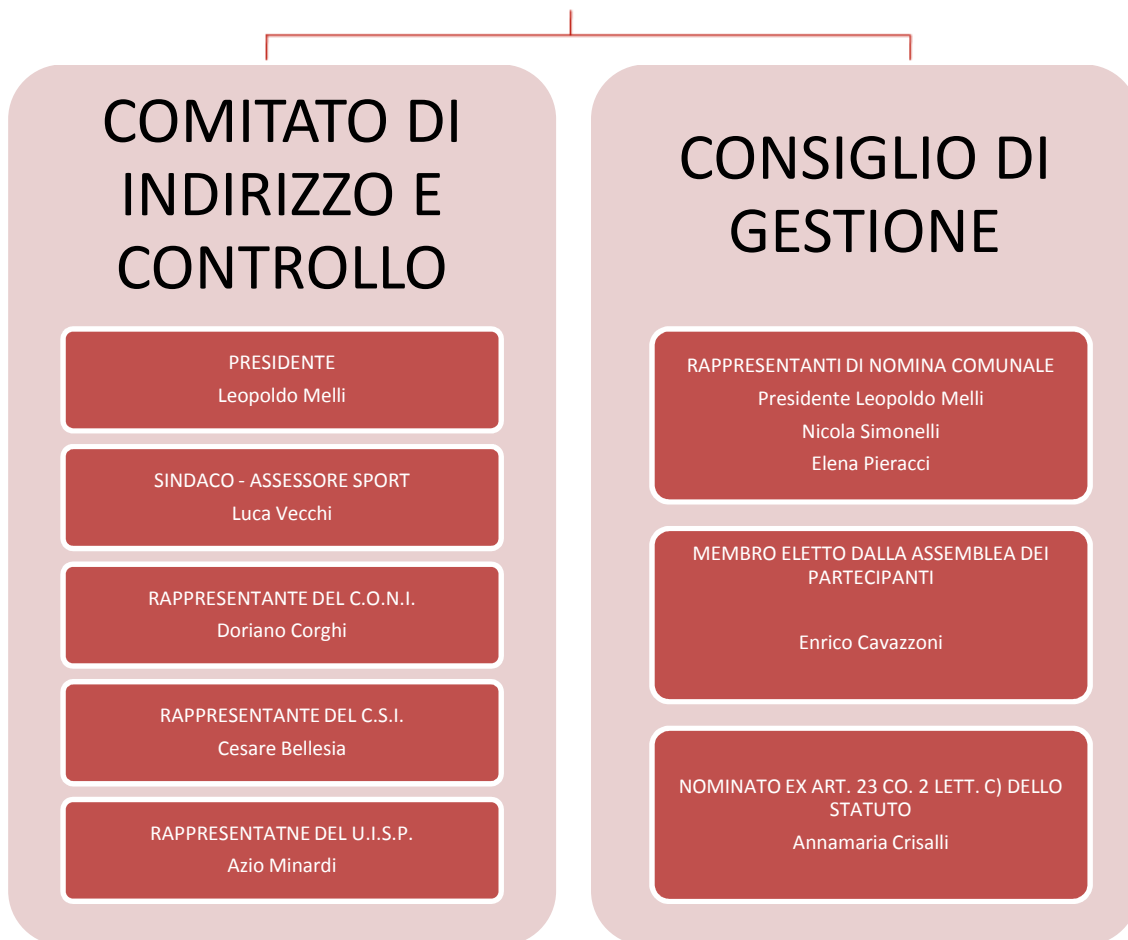 COMITATO DI
INDIRIZZO E
CONTROLLO
PRESIDENTE
Leopoldo Melli
SINDACO - ASSESSORE SPORT
Luca Vecchi
RAPPRESENTANTE DEL C.O.N.I.
Doriano Corghi
RAPPRESENTANTE DEL C.S.I.
Cesare Bellesia
RAPPRESENTATNE DEL U.I.S.P.
Azio Minardi
CONSIGLIO DI
GESTIONE
RAPPRESENTANTI DI NOMINA COMUNALE
Presidente Leopoldo Melli
Nicola Simonelli
Elena Pieracci
MEMBRO ELETTO DALLA ASSEMBLEA DEI
PARTECIPANTI
Enrico Cavazzoni
NOMINATO EX ART. 23 CO. 2 LETT. C) DELLO
STATUTO
Annamaria Crisalli